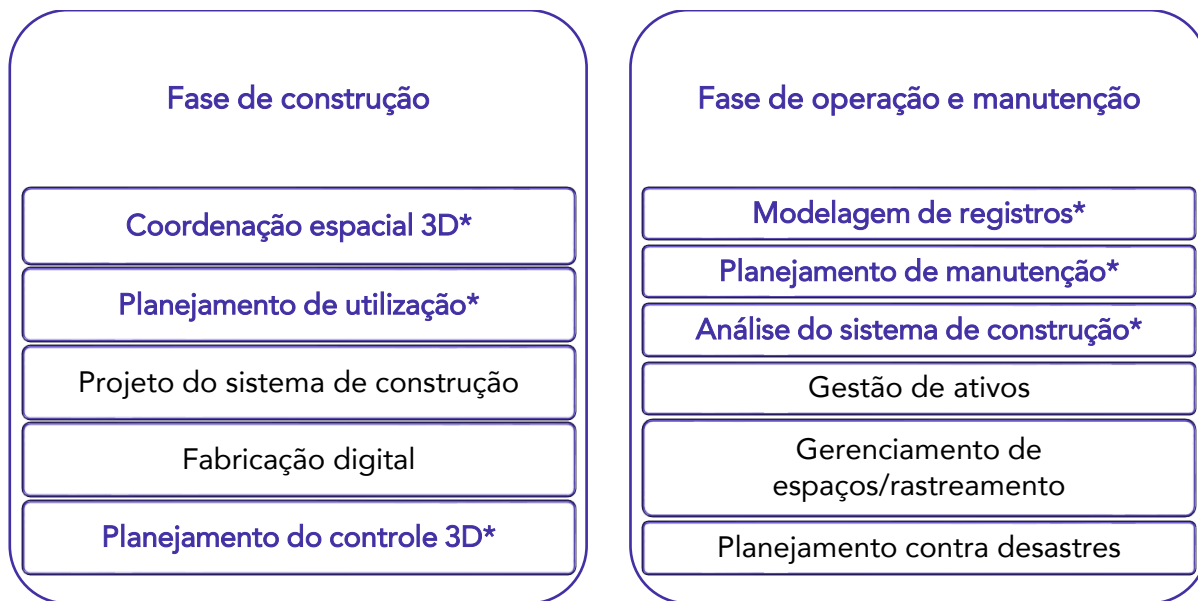 Fase de construção
Coordenação espacial 3D*
Planejamento de utilização*
Projeto do sistema de construção
Fabricação digital
Planejamento do controle 3D*
Fase de operação e manutenção
Modelagem de registros*
Planejamento de manutenção*
Análise do sistema de construção*
Gestão de ativos
Gerenciamento de
espaços/rastreamento
Planejamento contra desastres